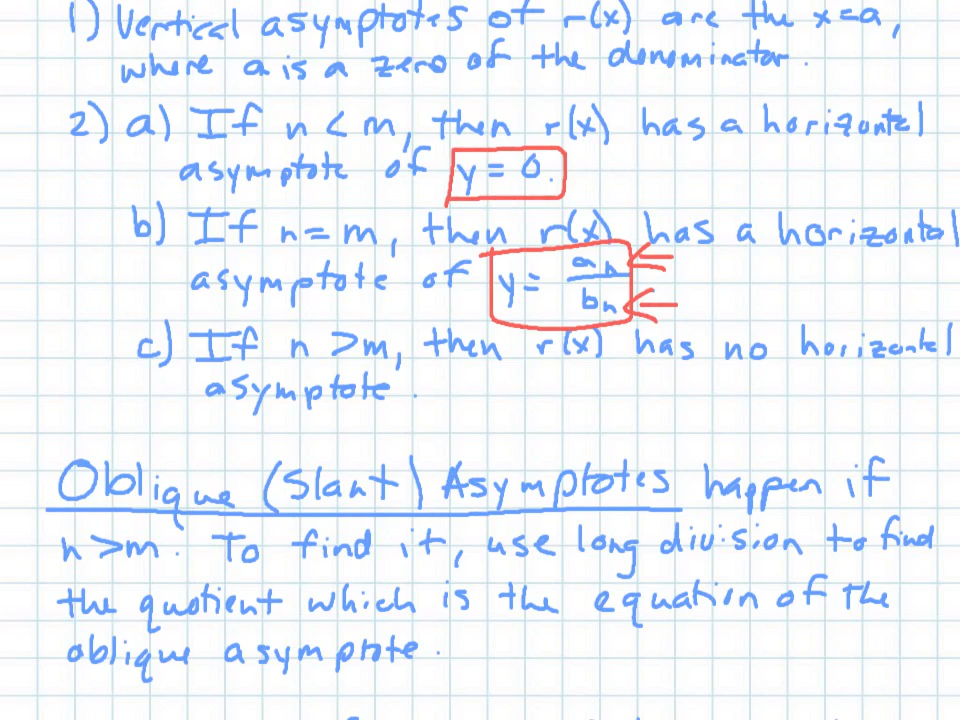 1) Vertical asymptotes of r(x) are the x=a,
where a is a zero of the denominator.
2) a) If n < m, then r(x) has a horizontal
asymptote of y = 0.
b) If n = m, then r(x) has a horizontal
asymptote of y = an/bn
c) If n > m, then r(x) has no horizontal
asymptote.
Oblique (Slant) Asymptotes happen if
n > m. To find it, use long division to find
the quotient which is the equation of the
oblique asymptote.